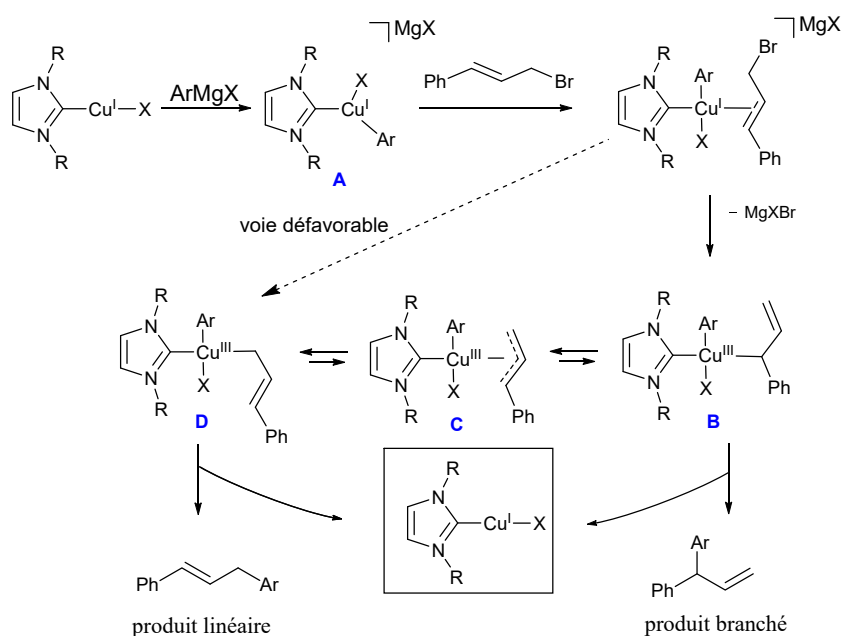 R
N
N
R
Cu^I
X
ArMgX
R
N
N
R
X
Cu^I
Ar
MgX
A
Ph
Br
R
N
N
R
Ar
Cu^I
X
Br
Ph
MgX
voie défavorable
– MgXBr
R
N
N
R
Ar
Cu^III
X
Ph
D
R
N
N
R
Ar
Cu^III
X
Ph
C
R
N
N
R
Ar
Cu^III
X
Ph
B
R
N
N
R
Cu^I
X
Ph
Ar
produit linéaire
Ar
Ph
produit branché